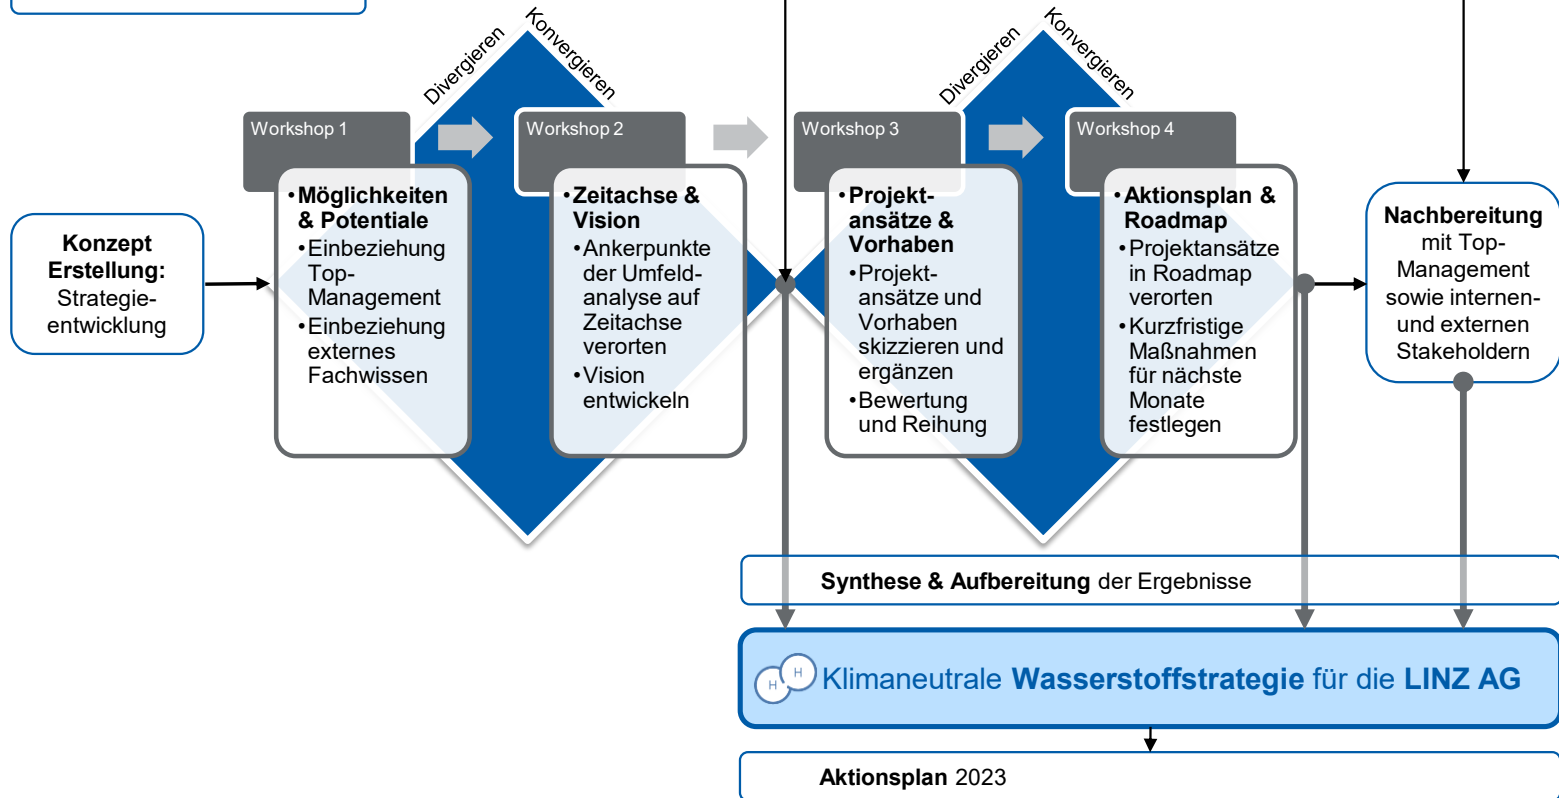 Divergieren
Konvergieren
Divergieren
Konvergieren
Workshop 1
Workshop 2
Workshop 3
Workshop 4
Konzept
Erstellung:
Strategie-
entwicklung
•Möglichkeiten
& Potentiale
•Einbeziehung
Top-
Management
•Einbeziehung
externes
Fachwissen
•Zeitachse &
Vision
•Ankerpunkte
der Umfeld-
analyse auf
Zeitachse
verorten
•Vision
entwickeln
•Projekt-
ansätze &
Vorhaben
•Projekt-
ansätze und
Vorhaben
skizzieren und
ergänzen
•Bewertung
und Reihung
•Aktionsplan &
Roadmap
•Projektansätze
in Roadmap
verorten
•Kurzfristige
Maßnahmen
für nächste
Monate
festlegen
Nachbereitung
mit Top-
Management
sowie internen-
und externen
Stakeholdern
Synthese & Aufbereitung der Ergebnisse
H H
Klimaneutrale Wasserstoffstrategie für die LINZ AG
Aktionsplan 2023